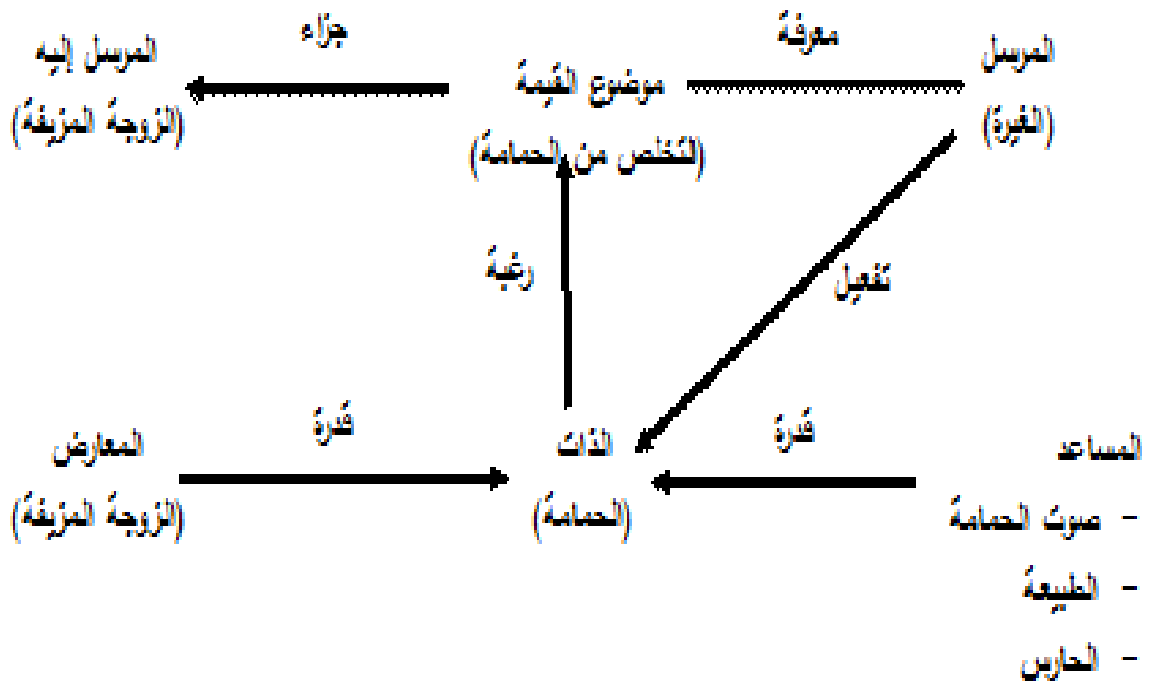 المرسل
(الغيرة)
معرفة
موضوع القيمة
(التخلص من الحمامة)
جزاء
المرسل إليه
(الزوجة المزيفة)
تفعيل
رغبة
المساعد
- صوت الحمامة
- الطبيعة
- الحارس
قدرة
الذات
(الحمامة)
قدرة
المعارض
(الزوجة المزيفة)